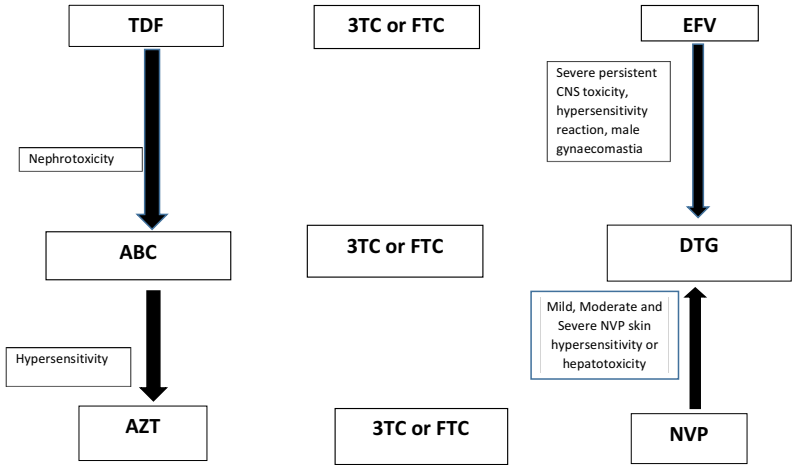 TDF
3TC or FTC
EFV
Severe persistent
CNS toxicity,
hypersensitivity
reaction, male
gynaecomastia
Nephrotoxicity
ABC
3TC or FTC
DTG
Mild, Moderate and
Severe NVP skin
hypersensitivity or
hepatotoxicity
Hypersensitivity
AZT
3TC or FTC
NVP